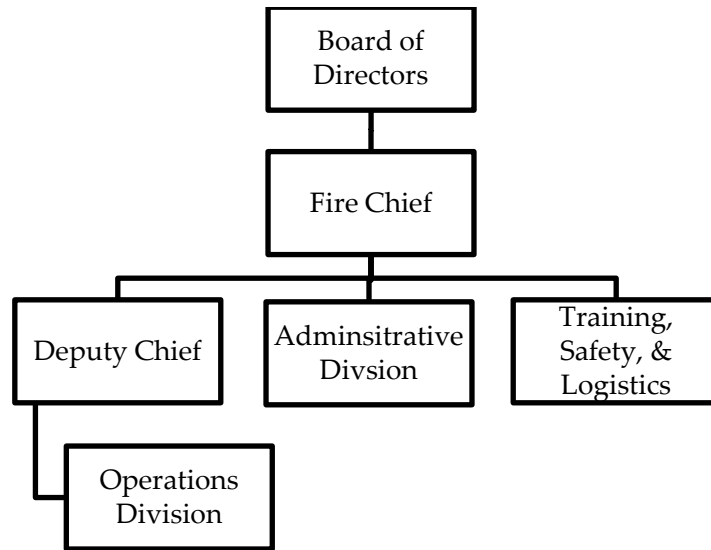 Board of
Directors
Fire Chief
Deputy Chief
Adminsitrative
Divsion
Training,
Safety, &
Logistics
Operations
Division